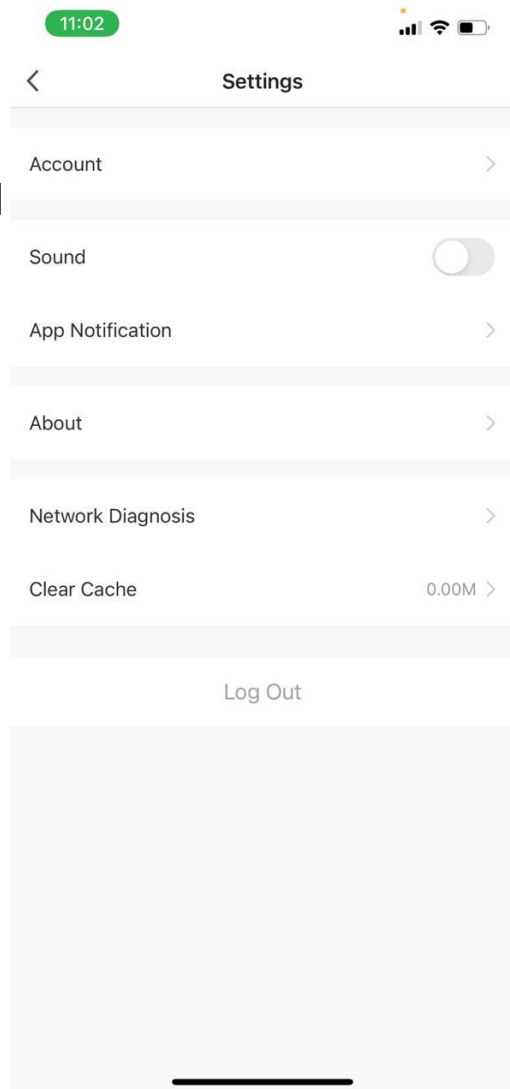 11:02
Settings
Account
Sound
App Notification
About
Network Diagnosis
Clear Cache 0.00M
Log Out